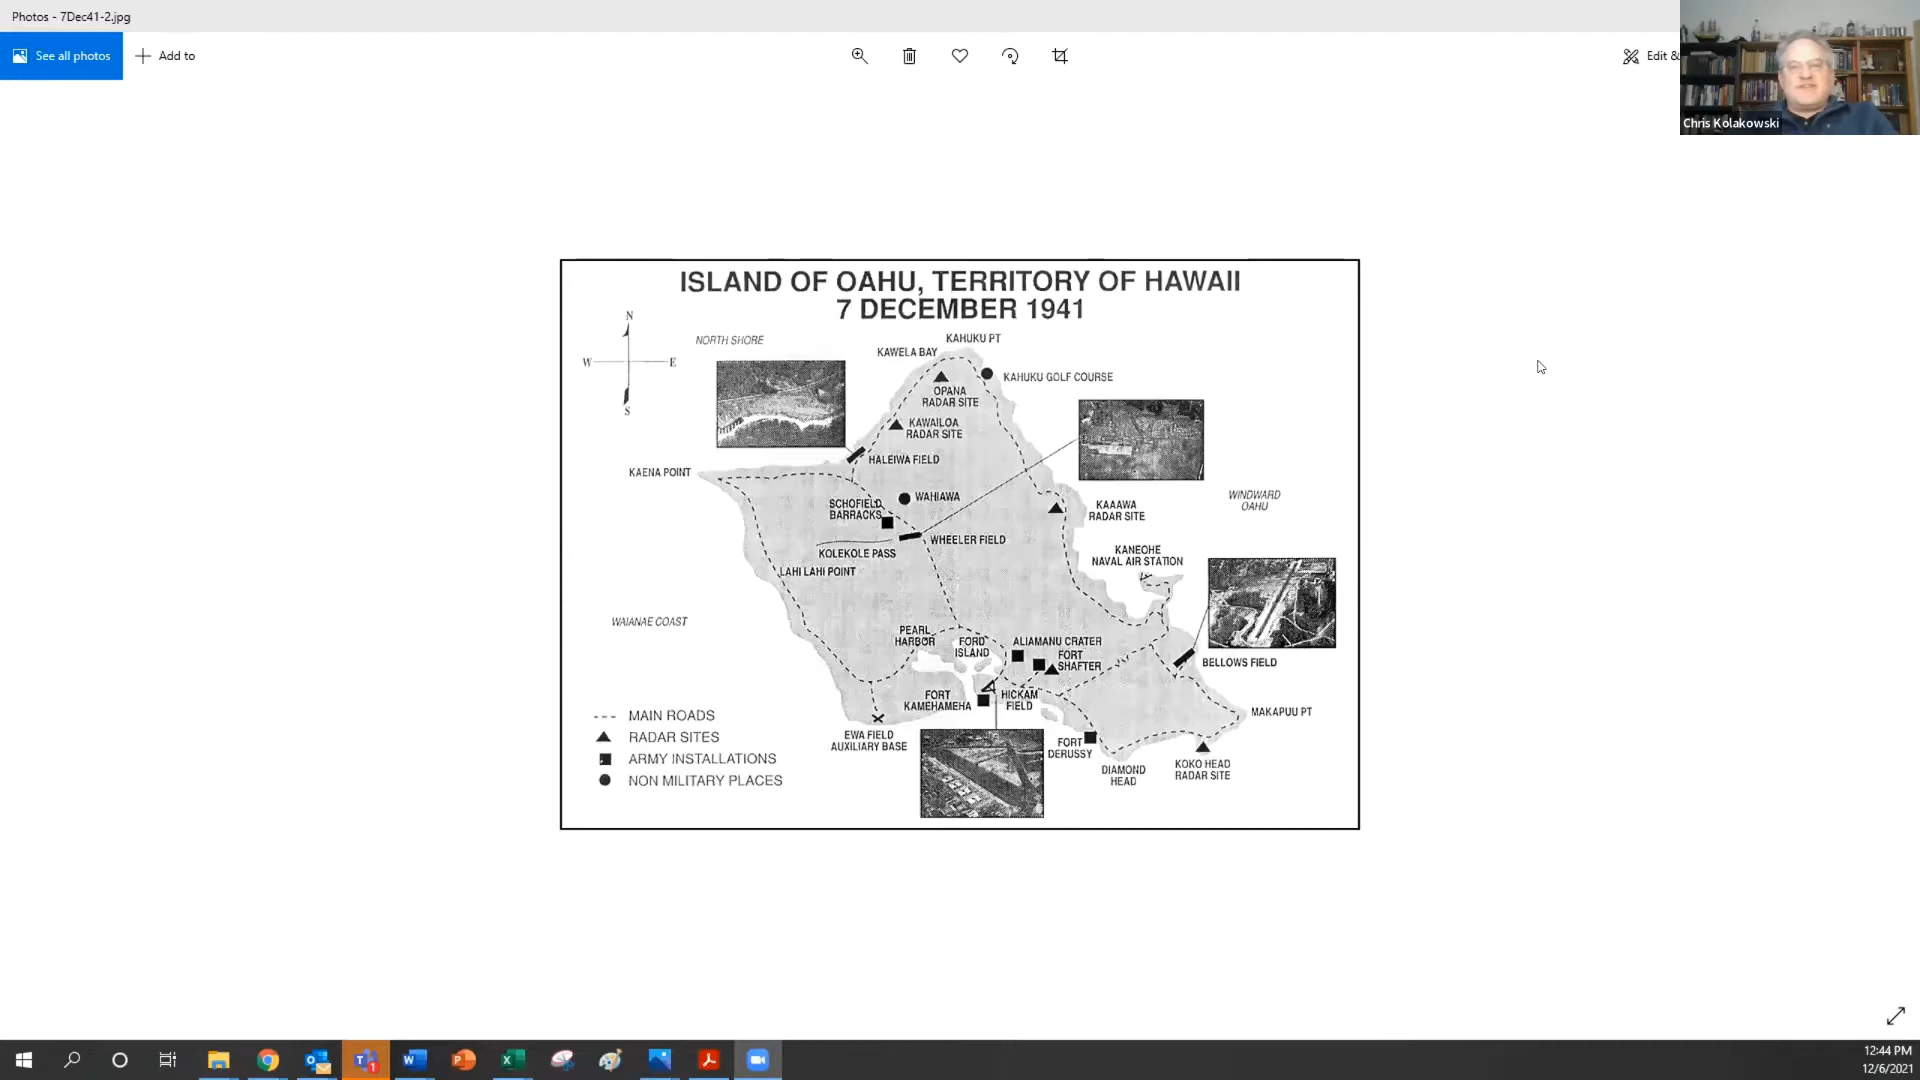 Photos - 7Dec41-2.jpg
See all photos
Add to
Edit &
Chris Kolakowski
ISLAND OF OAHU, TERRITORY OF HAWAII
7 DECEMBER 1941
N
W
E
S
NORTH SHORE
KAHUKU PT
KAWELA BAY
KAHUKU GOLF COURSE
OPANA
RADAR SITE
KAWAILOA
RADAR SITE
HALEIWA FIELD
KAENA POINT
WAHIAWA
SCHOFIELD
BARRACKS
KAAAWA
RADAR SITE
WINDWARD
OAHU
WHEELER FIELD
KOLEKOLE PASS
KANEOHE
NAVAL AIR STATION
LAHI LAHI POINT
WAIANAE COAST
PEARL
HARBOR
FORD
ISLAND
ALIAMANU CRATER
FORT
SHAFTER
BELLOWS FIELD
FORT
KAMEHAMEHA
HICKAM
FIELD
MAKAPUU PT
EWA FIELD
AUXILIARY BASE
FORT
DERUSSY
DIAMOND
HEAD
KOKO HEAD
RADAR SITE
MAIN ROADS
RADAR SITES
ARMY INSTALLATIONS
NON MILITARY PLACES
12:44 PM
12/6/2021